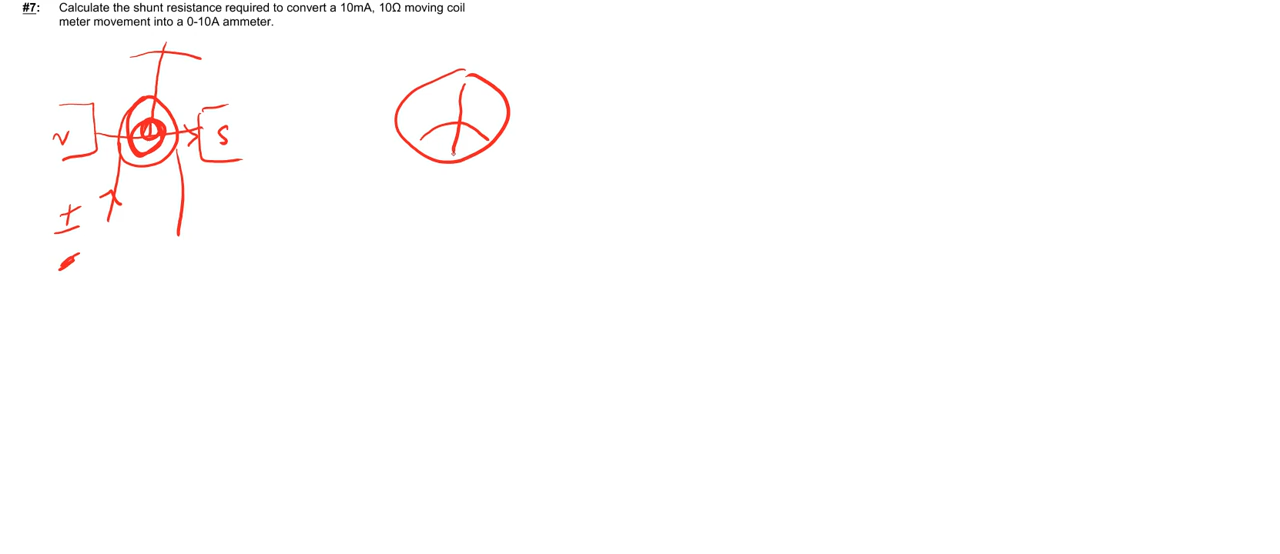 #7: Calculate the shunt resistance required to convert a 10mA, 10Ω moving coil
meter movement into a 0-10A ammeter.
N S
±